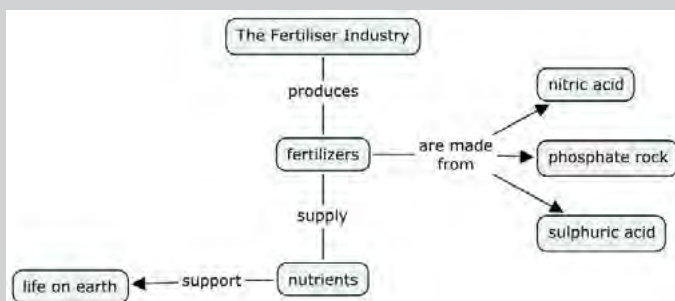 The Fertiliser Industry
produces
nitric acid
fertilizers
are made
from
phosphate rock
supply
sulphuric acid
life on earth
support
nutrients